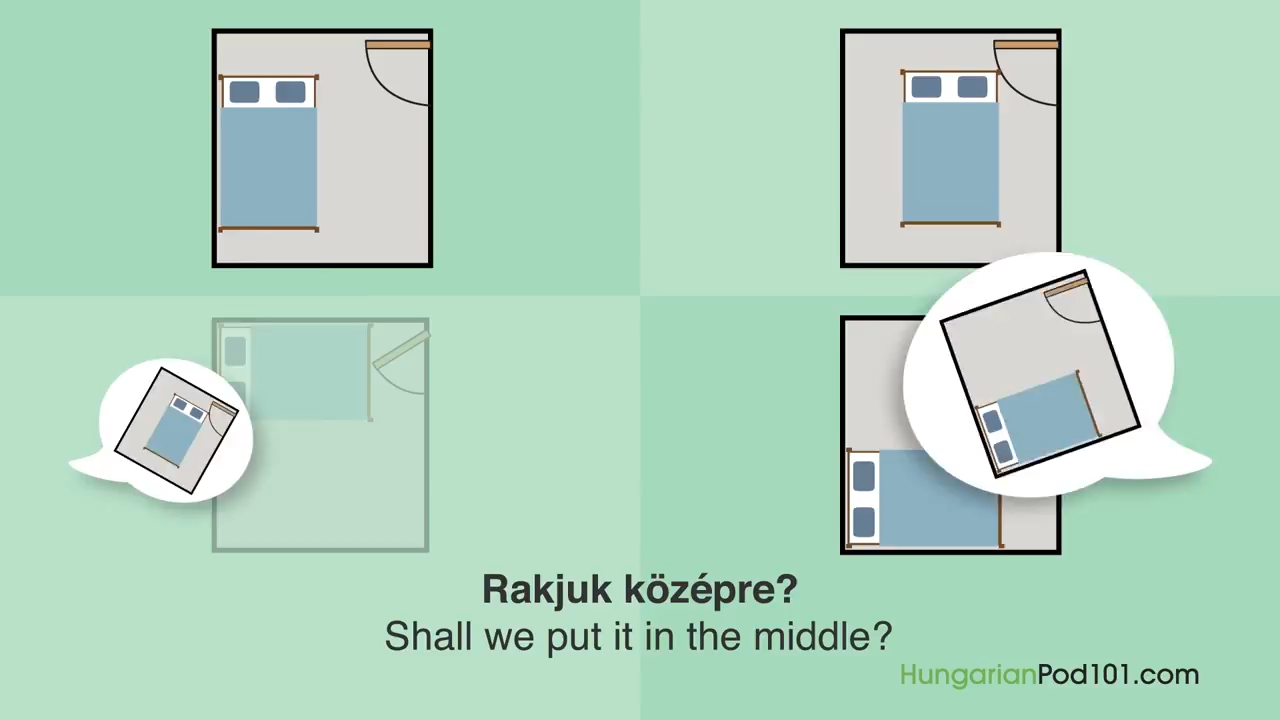 Rakjuk középre?
Shall we put it in the middle?
HungarianPod101.com